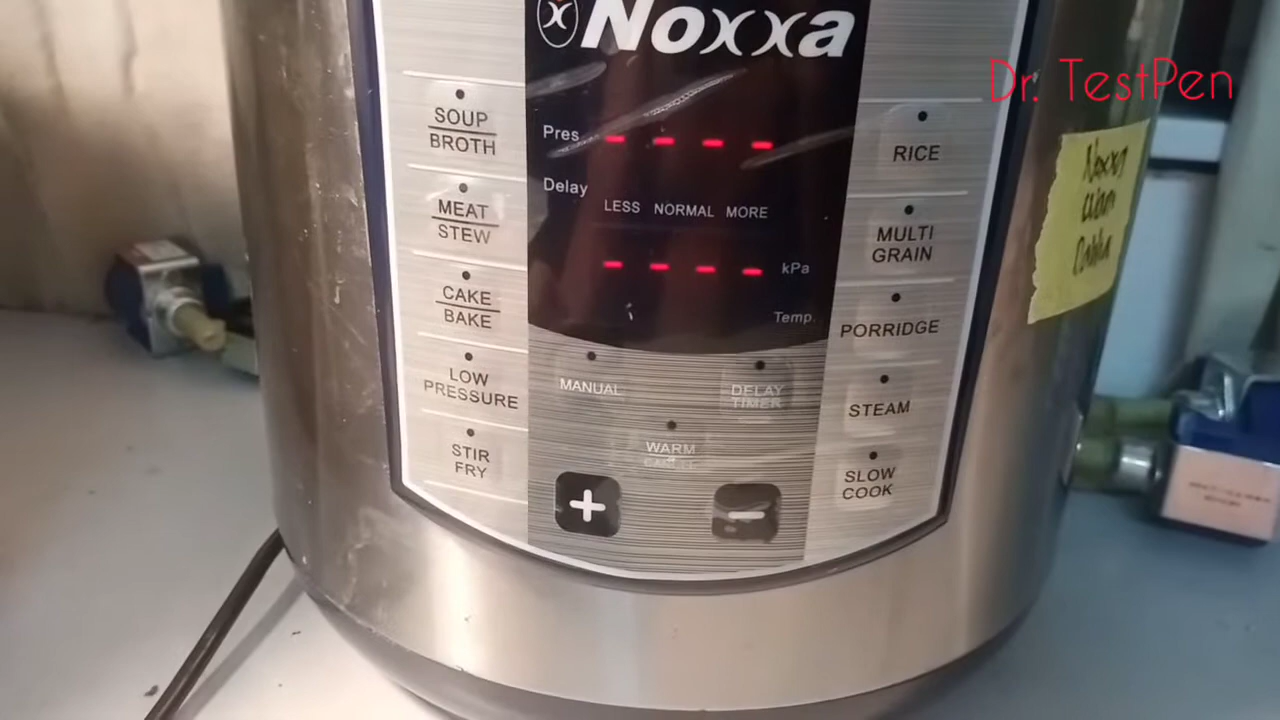 Noxxa
Dr. TestPen
SOUP
BROTH
MEAT
STEW
CAKE
BAKE
LOW
PRESSURE
STIR
FRY
Pres
Delay
LESS NORMAL MORE
kPa
Temp.
MANUAL
DELAY
TIMER
WARM
RICE
MULTI
GRAIN
PORRIDGE
STEAM
SLOW
COOK
Noxxa